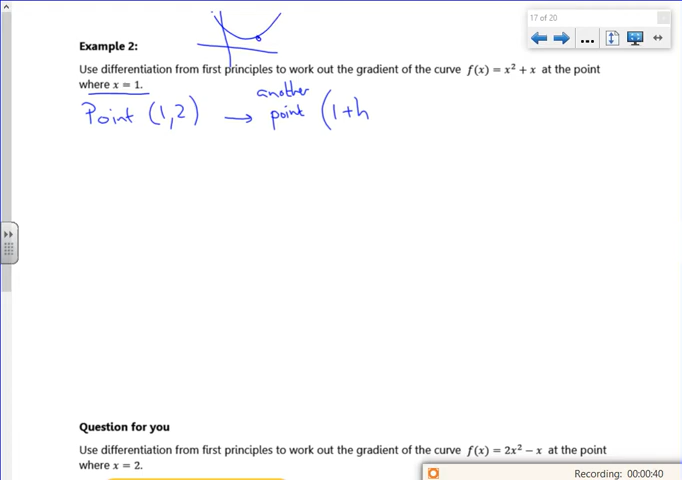 17 of 20
Example 2:
Use differentiation from first principles to work out the gradient of the curve f(x) = x² + x at the point
where x = 1.
another
Point (1,2) → point (1+h
Question for you
Use differentiation from first principles to work out the gradient of the curve f(x) = 2x² − x at the point
where x = 2.
Recording: 00:00:40